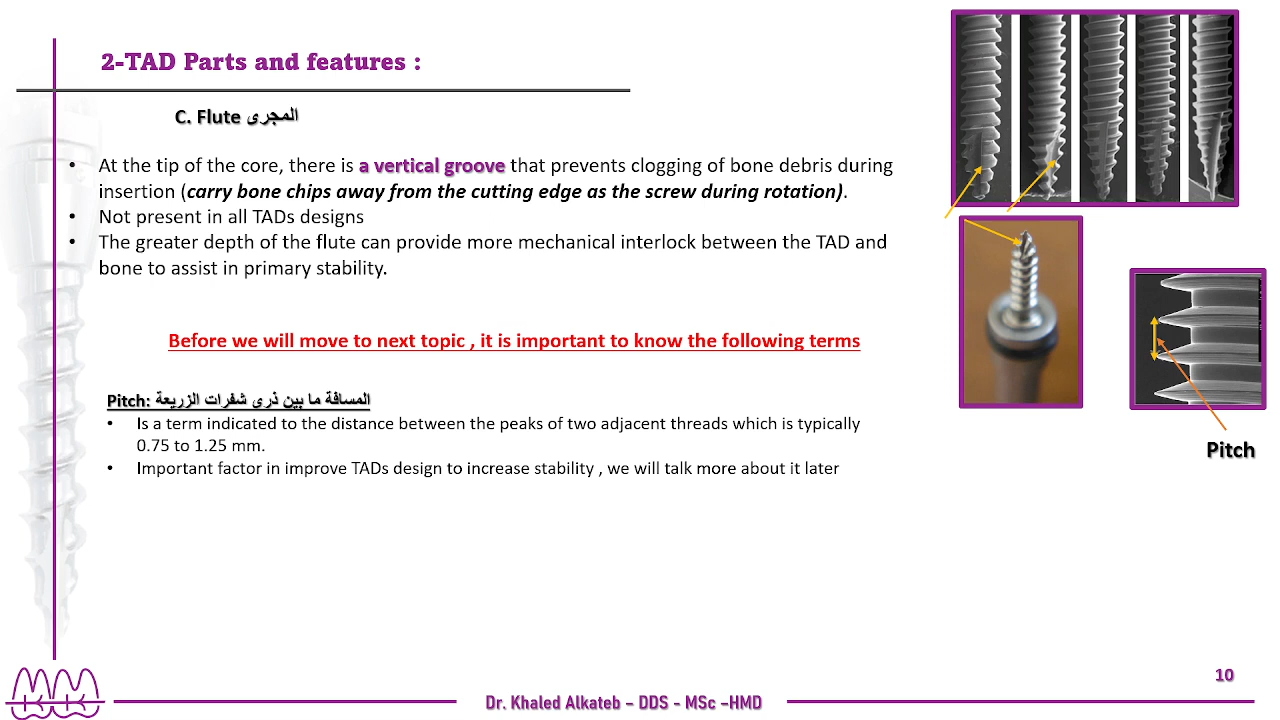 2-TAD Parts and features :
C. Flute المجرى
• At the tip of the core, there is a vertical groove that prevents clogging of bone debris during
insertion (carry bone chips away from the cutting edge as the screw during rotation).
• Not present in all TADs designs
• The greater depth of the flute can provide more mechanical interlock between the TAD and
bone to assist in primary stability.
Before we will move to next topic , it is important to know the following terms
Pitch: المسافة ما بين ذرى شفرات الزريعة
• Is a term indicated to the distance between the peaks of two adjacent threads which is typically
0.75 to 1.25 mm.
• Important factor in improve TADs design to increase stability , we will talk more about it later
Pitch
10
Dr. Khaled Alkateb – DDS - MSc –HMD